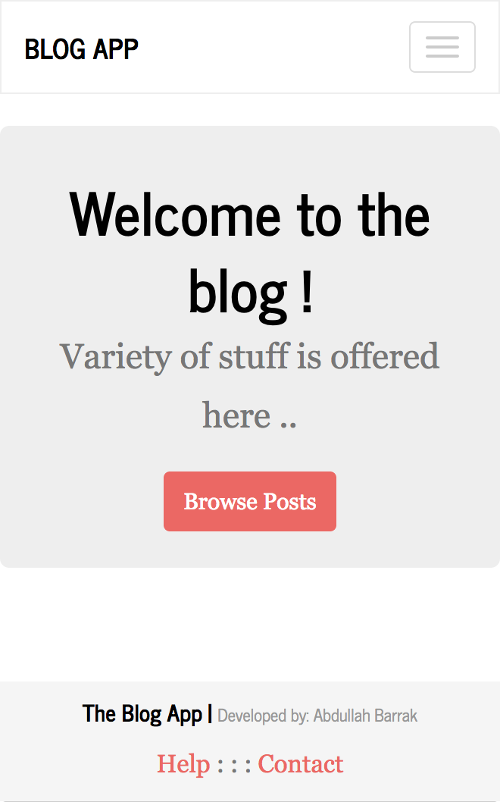 BLOG APP
Welcome to the
blog !
Variety of stuff is offered
here ..
Browse Posts
The Blog App | Developed by: Abdullah Barrak
Help : : : Contact